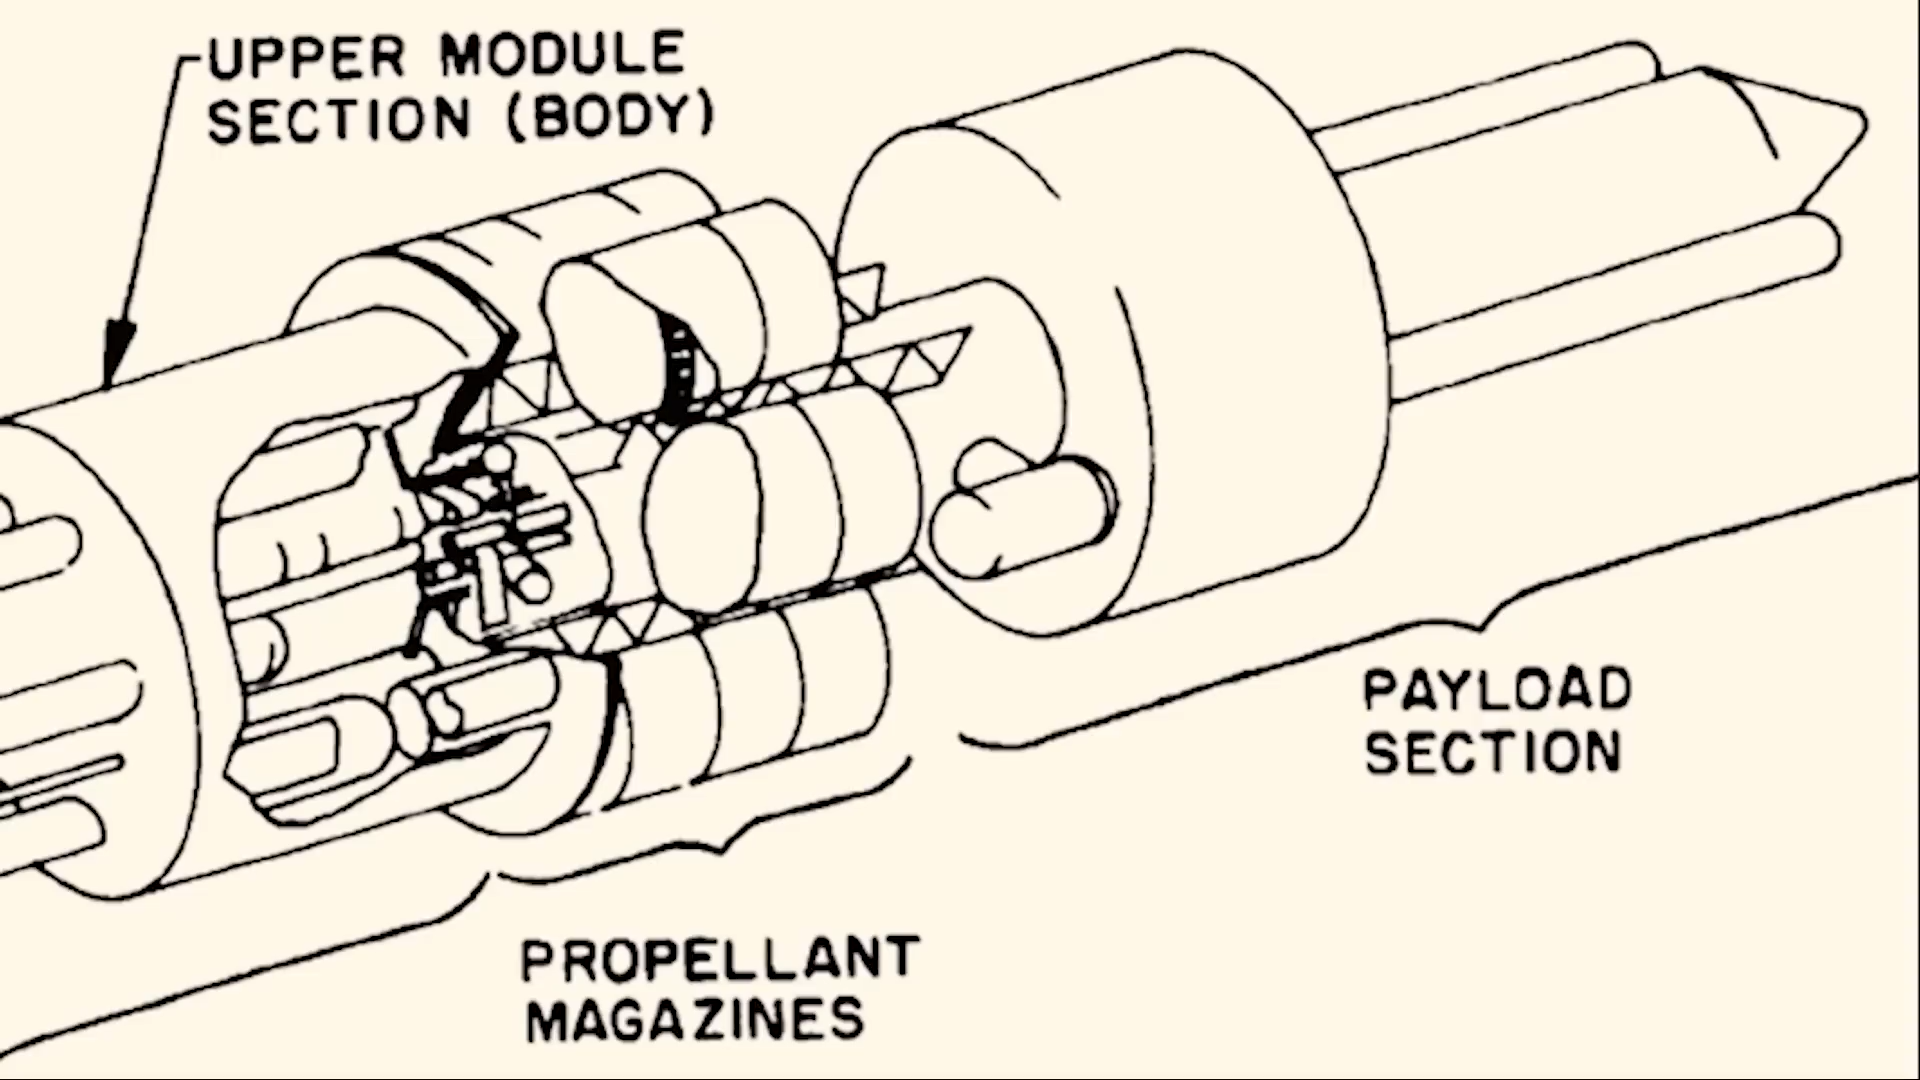 UPPER MODULE
SECTION (BODY)
PAYLOAD
SECTION
PROPELLANT
MAGAZINES